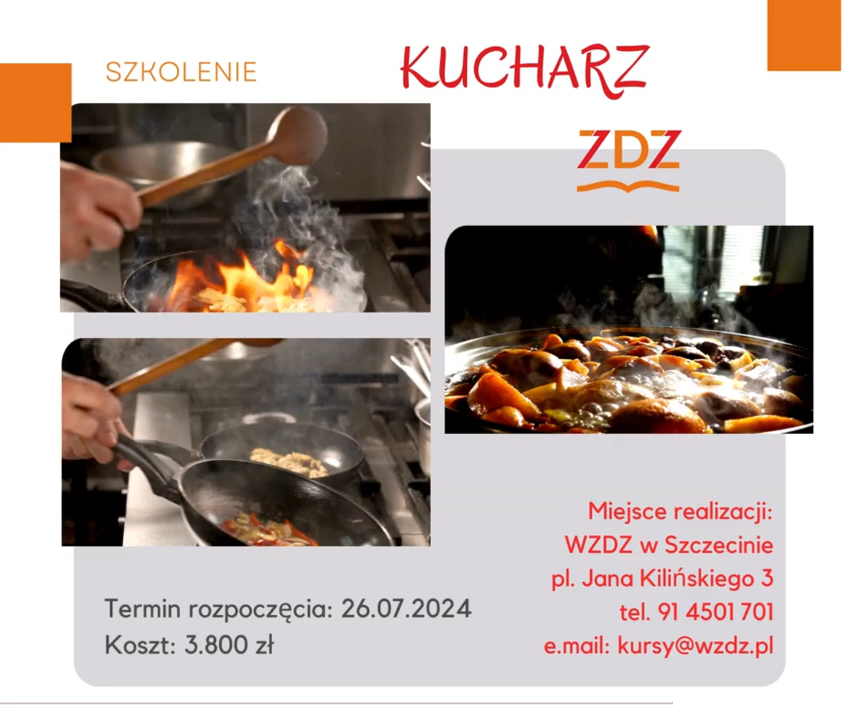 SZKOLENIE
KUCHARZ
ZDZ
Miejsce realizacji:
WZDZ w Szczecinie
pl. Jana Kilińskiego 3
tel. 91 4501 701
e.mail: kursy@wzdz.pl
Termin rozpoczęcia: 26.07.2024
Koszt: 3.800 zł